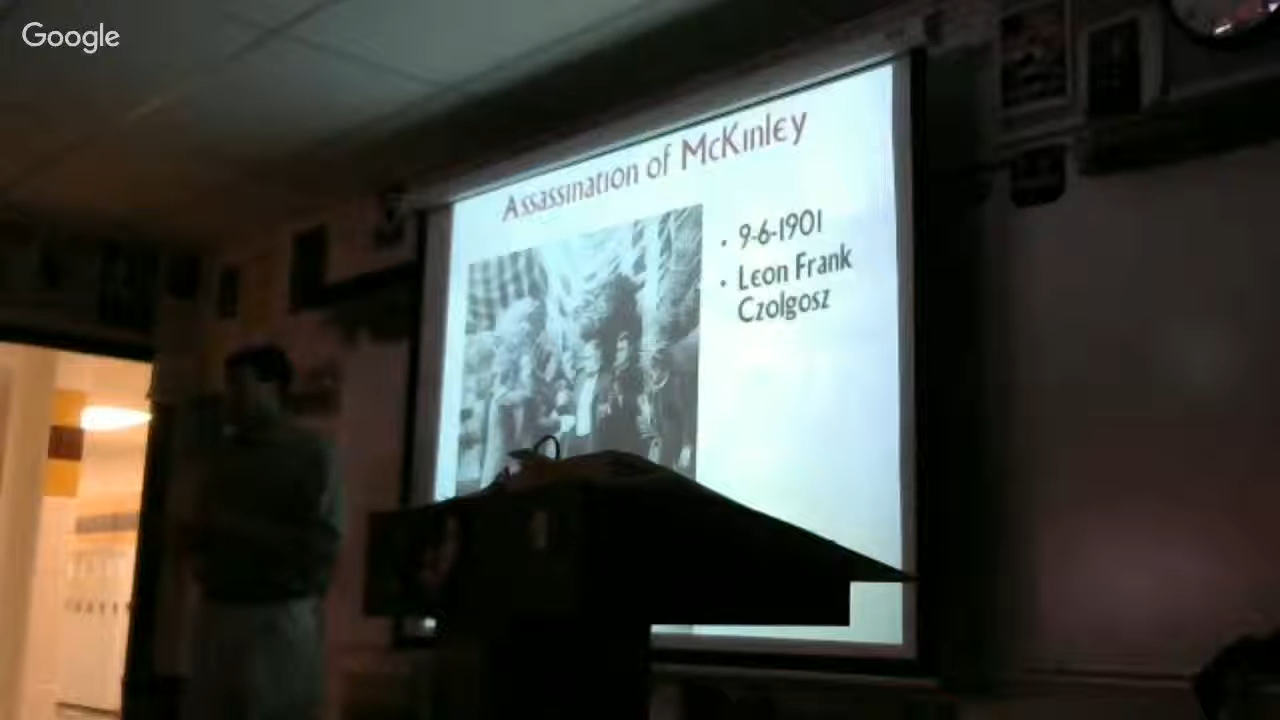 Google
Assassination of McKinley
• 9-6-1901
• Leon Frank
Czolgosz